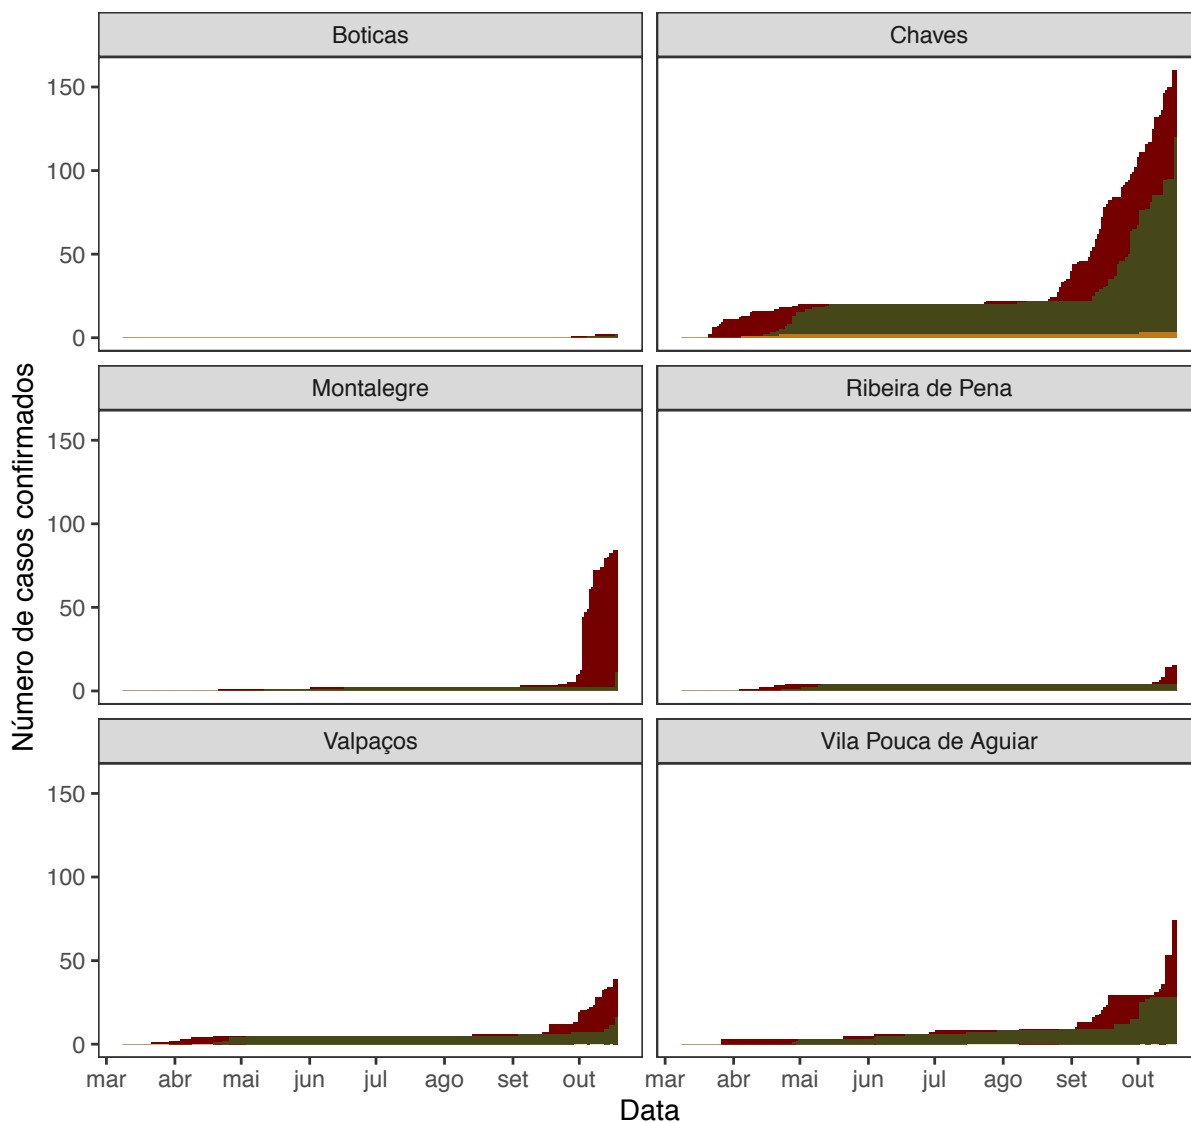 Boticas
Chaves
150
100
50
0
Montalegre
Ribeira de Pena
150
100
50
0
Valpaços
Vila Pouca de Aguiar
150
100
50
0
mar abr mai jun jul ago set out
mar abr mai jun jul ago set out
Data
Número de casos confirmados